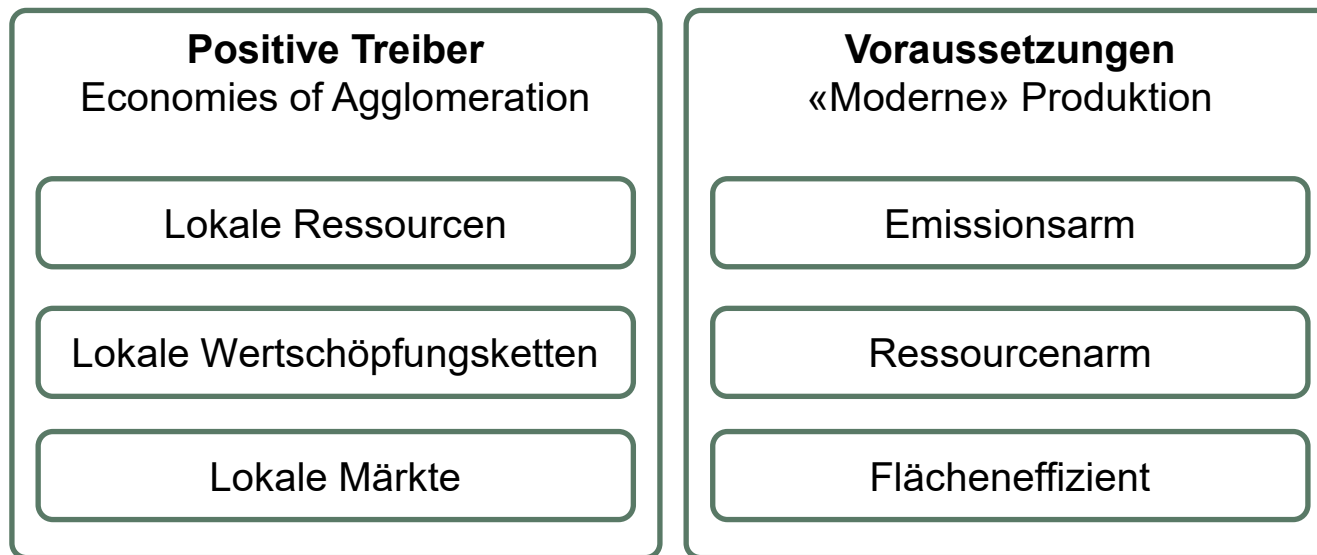 Positive Treiber
Economies of Agglomeration
Lokale Ressourcen
Lokale Wertschöpfungsketten
Lokale Märkte
Voraussetzungen
«Moderne» Produktion
Emissionsarm
Ressourcenarm
Flächeneffizient